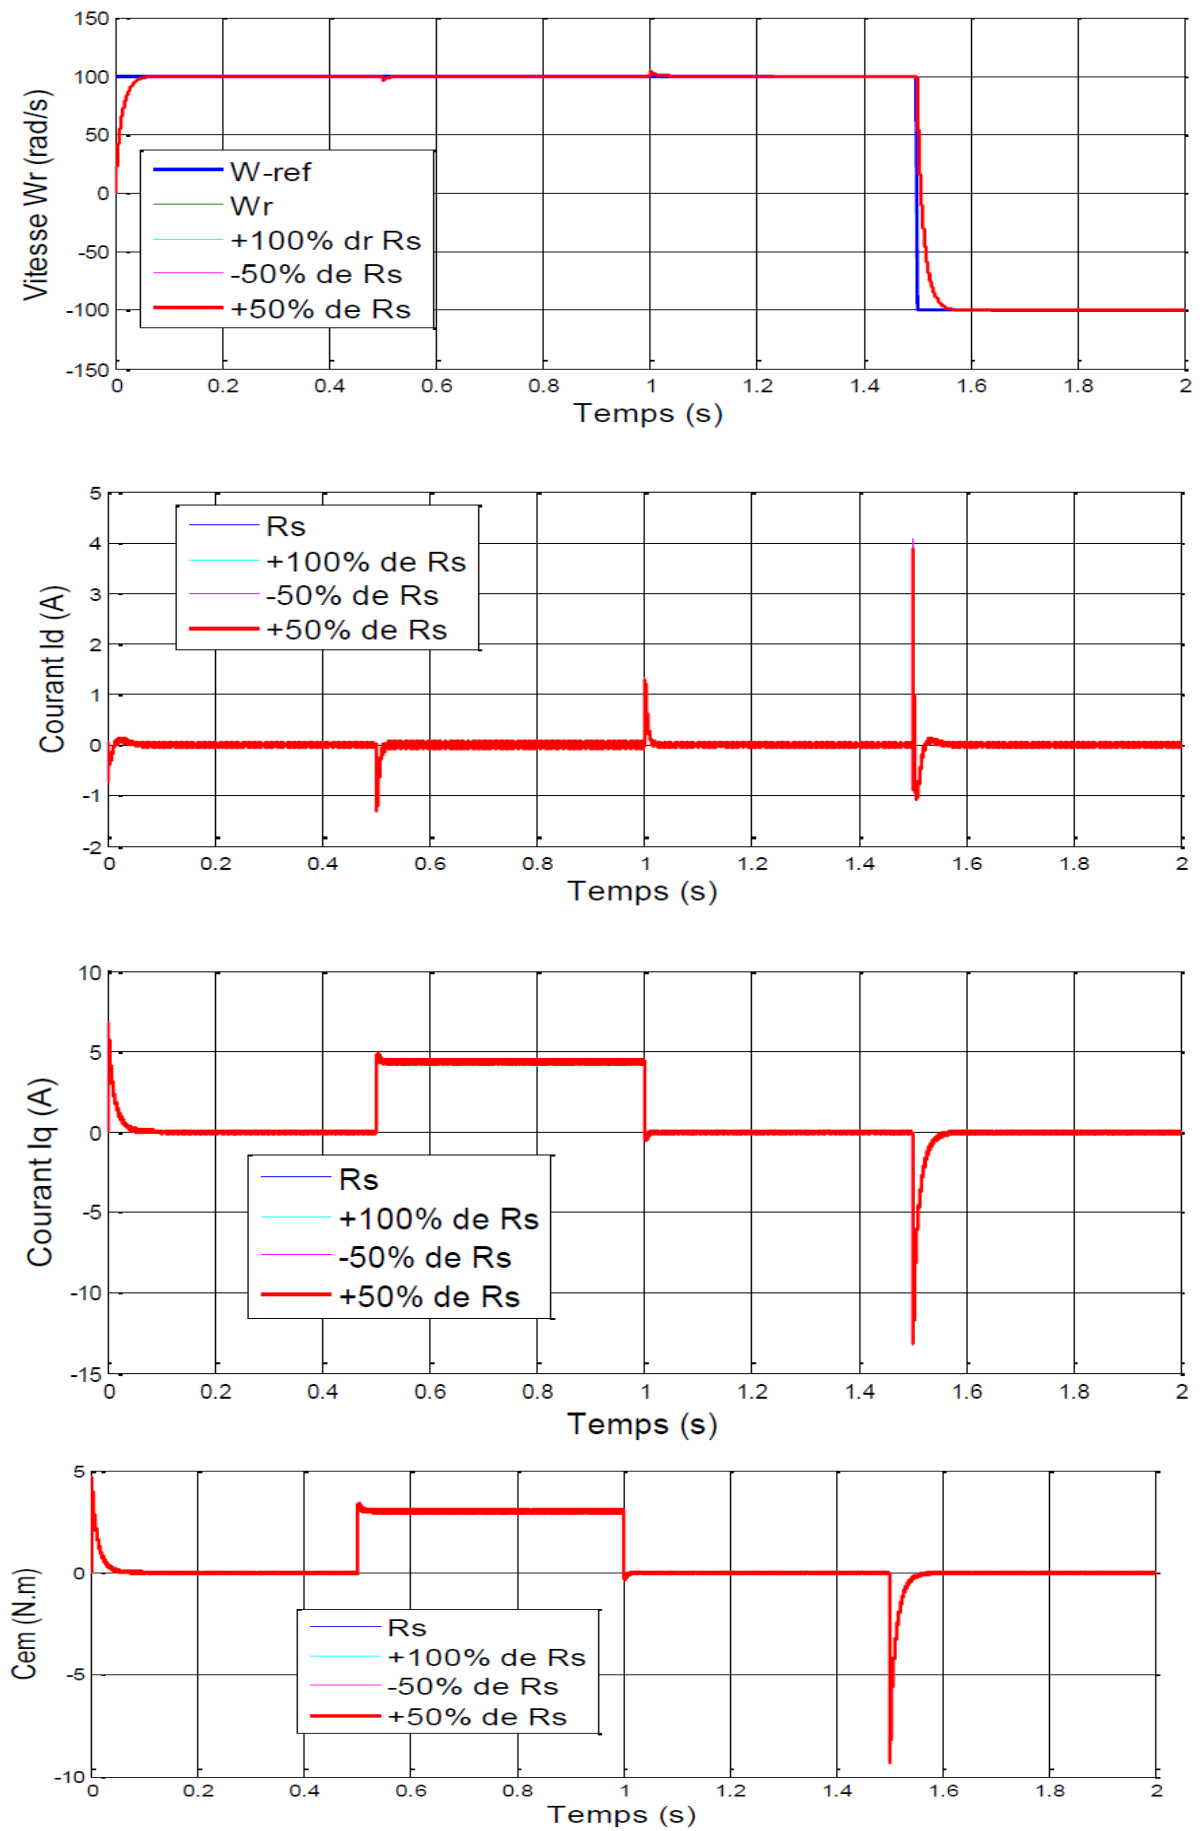 150
100
50
0
-50
-100
-150
Vitesse Wr (rad/s)
W-ref
Wr
+100% dr Rs
-50% de Rs
+50% de Rs
0 0.2 0.4 0.6 0.8 1 1.2 1.4 1.6 1.8 2
Temps (s)
5
4
3
2
1
0
-1
-2
Courant Id (A)
Rs
+100% de Rs
-50% de Rs
+50% de Rs
0 0.2 0.4 0.6 0.8 1 1.2 1.4 1.6 1.8 2
Temps (s)
10
5
0
-5
-10
-15
Courant Iq (A)
Rs
+100% de Rs
-50% de Rs
+50% de Rs
0 0.2 0.4 0.6 0.8 1 1.2 1.4 1.6 1.8 2
Temps (s)
5
0
-5
-10
Cem (N.m)
Rs
+100% de Rs
-50% de Rs
+50% de Rs
0 0.2 0.4 0.6 0.8 1 1.2 1.4 1.6 1.8 2
Temps (s)